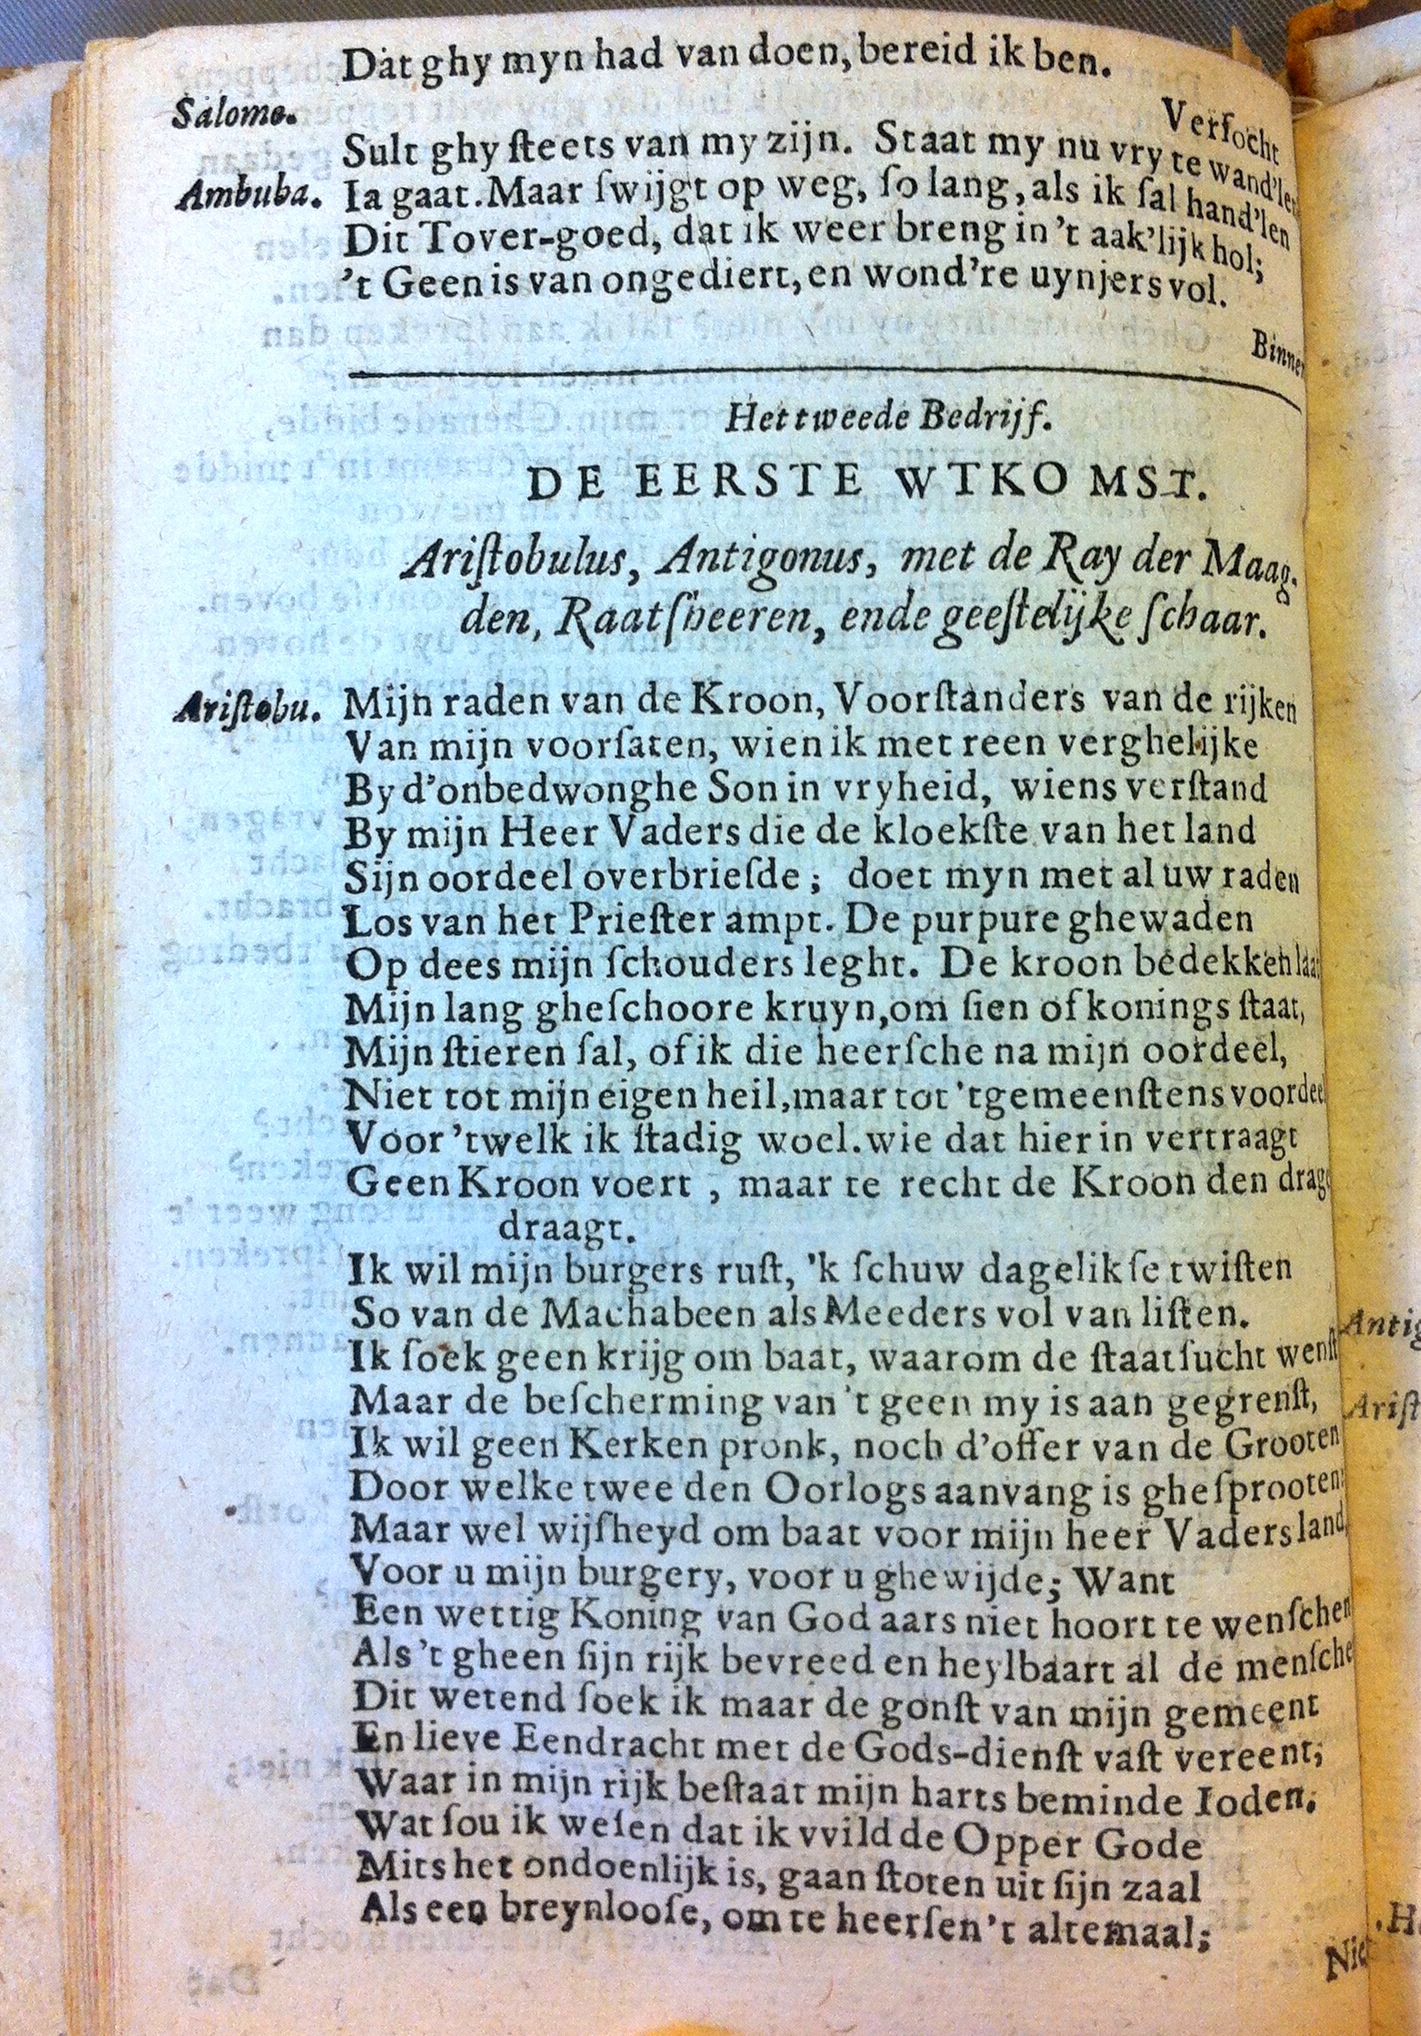 Dat ghy myn had van doen, bereid ik ben.
Salome. Verſocht
Sult ghy ſteets van my zijn. Staat my nu vry te wand'len
Ambuba. Ia gaat. Maar ſwijgt op weg, ſo lang, als ik ſal hand'len
Dit Tover-goed, dat ik weer breng in 't aak'lijk hol;
't Geen is van ongediert, en wond're uynjers vol.
Binnen
Het tweede Bedrijf.
DE EERSTE WTKOMST.
Ariſtobulus, Antigonus, met de Ray der Maag-
den, Raatſheeren, ende geeſtelijke ſchaar.
Ariſtobu. Mijn raden van de Kroon, Voorſtanders van de rijken
Van mijn voorſaten, wien ik met reen verghelijke
By d'onbedwonghe Son in vryheid, wiens verſtand
By mijn Heer Vaders die de kloekſte van het land
Sijn oordeel overbrieſde; doet myn met al uw raden
Los van het Prieſter ampt. De purpure ghewaden
Op dees mijn ſchouders leght. De kroon bedekken laat
Mijn lang gheſchoore kruyn, om ſien of konings ſtaat,
Mijn ſtieren ſal, of ik die heerſche na mijn oordeel,
Niet tot mijn eigen heil, maar tot 'tgemeenſtens voordeel
Voor 'twelk ik ſtadig woel. wie dat hier in vertraagt
Geen Kroon voert, maar te recht de Kroon den drage
draagt.
Ik wil mijn burgers ruſt, 'k ſchuw dagelikſe twiſten
So van de Machabeen als Meeders vol van liſten.
Ik ſoek geen krijg om baat, waarom de ſtaatſucht wenſt
Maar de beſcherming van 't geen my is aan gegrenſt,
Ik wil geen Kerken pronk, noch d'offer van de Grooten
Door welke twee den Oorlogs aanvang is gheſprooten:
Maar wel wijſheyd om baat voor mijn heer Vaders land,
Voor u mijn burgery, voor u ghewijde; Want
Een wettig Koning van God aars niet hoort te wenſchen
Als 't gheen ſijn rijk bevreed en heylbaart al de menſche
Dit wetend ſoek ik maar de gonſt van mijn gemeent
En lieve Eendracht met de Gods-dienſt vaſt vereent;
Waar in mijn rijk beſtaat mijn harts beminde Ioden.
Wat ſou ik weſen dat ik vvild de Opper Gode
Mits het ondoenlijk is, gaan ſtoten uit ſijn zaal
Als een breynlooſe, om te heerſen 't altemaal;